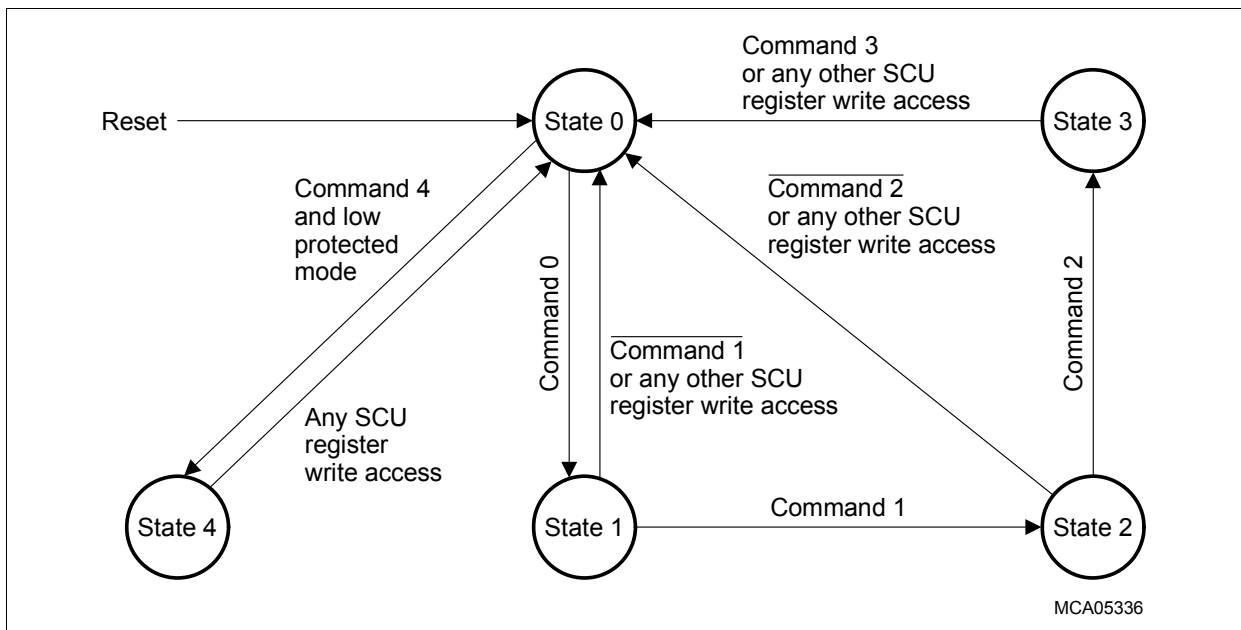 Command 3
or any other SCU
register write access
Reset
State 0
State 3
Command 4
and low
protected
mode
Command 2
or any other SCU
register write access
Command 0
Command 2
Command 1
or any other SCU
register write access
Any SCU
register
write access
State 4
State 1
Command 1
State 2
MCA05336